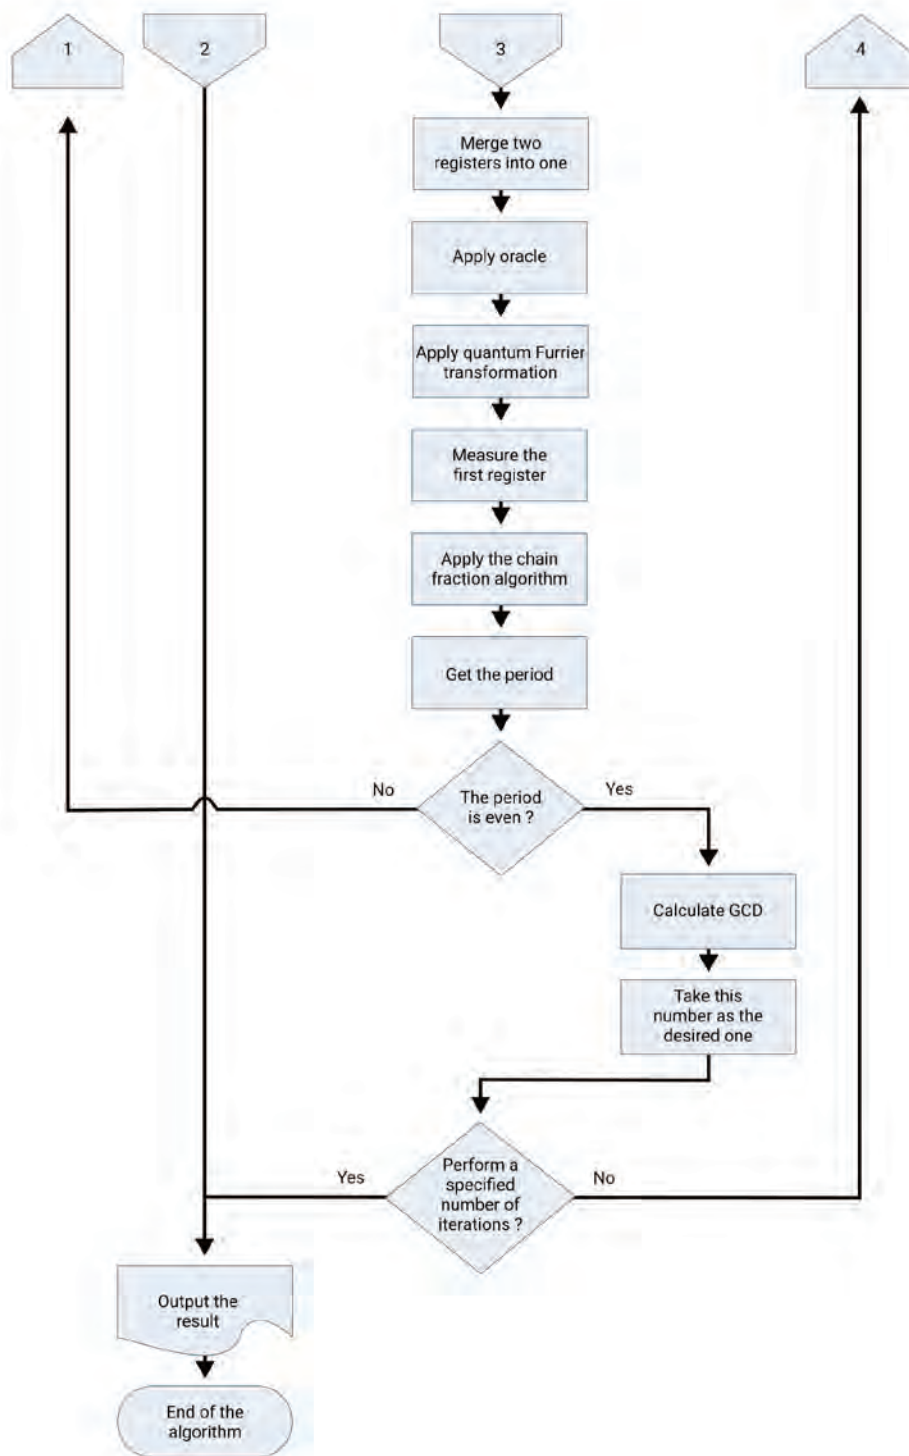 1
2
3
4
Merge two
registers into one
Apply oracle
Apply quantum Furrier
transformation
Measure the
first register
Apply the chain
fraction algorithm
Get the period
No
The period
is even ?
Yes
Calculate GCD
Take this
number as the
desired one
Yes
Perform a
specified
number of
iterations ?
No
Output the
result
End of the
algorithm